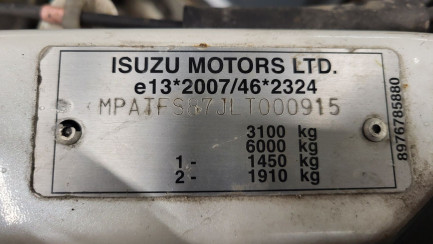 ISUZU MOTORS LTD.
e13*2007/46*2324
3100 kg
6000 kg
1- 1450 kg
2- 1910 kg
8976785880